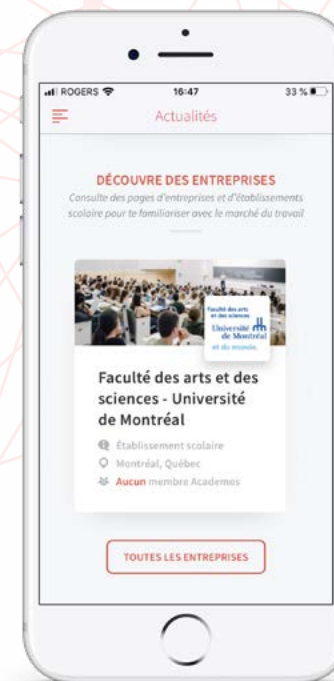 ROGERS 16:47 33 %
Actualités
DÉCOUVRE DES ENTREPRISES
Consulte des pages d'entreprises et d'établissements
scolaire pour te familiariser avec le marché du travail
Faculté des arts
et des sciences
Université
de Montréal
et du monde.
Faculté des arts et des
sciences - Université
de Montréal
Établissement scolaire
Montréal, Québec
Aucun membre Academos
TOUTES LES ENTREPRISES